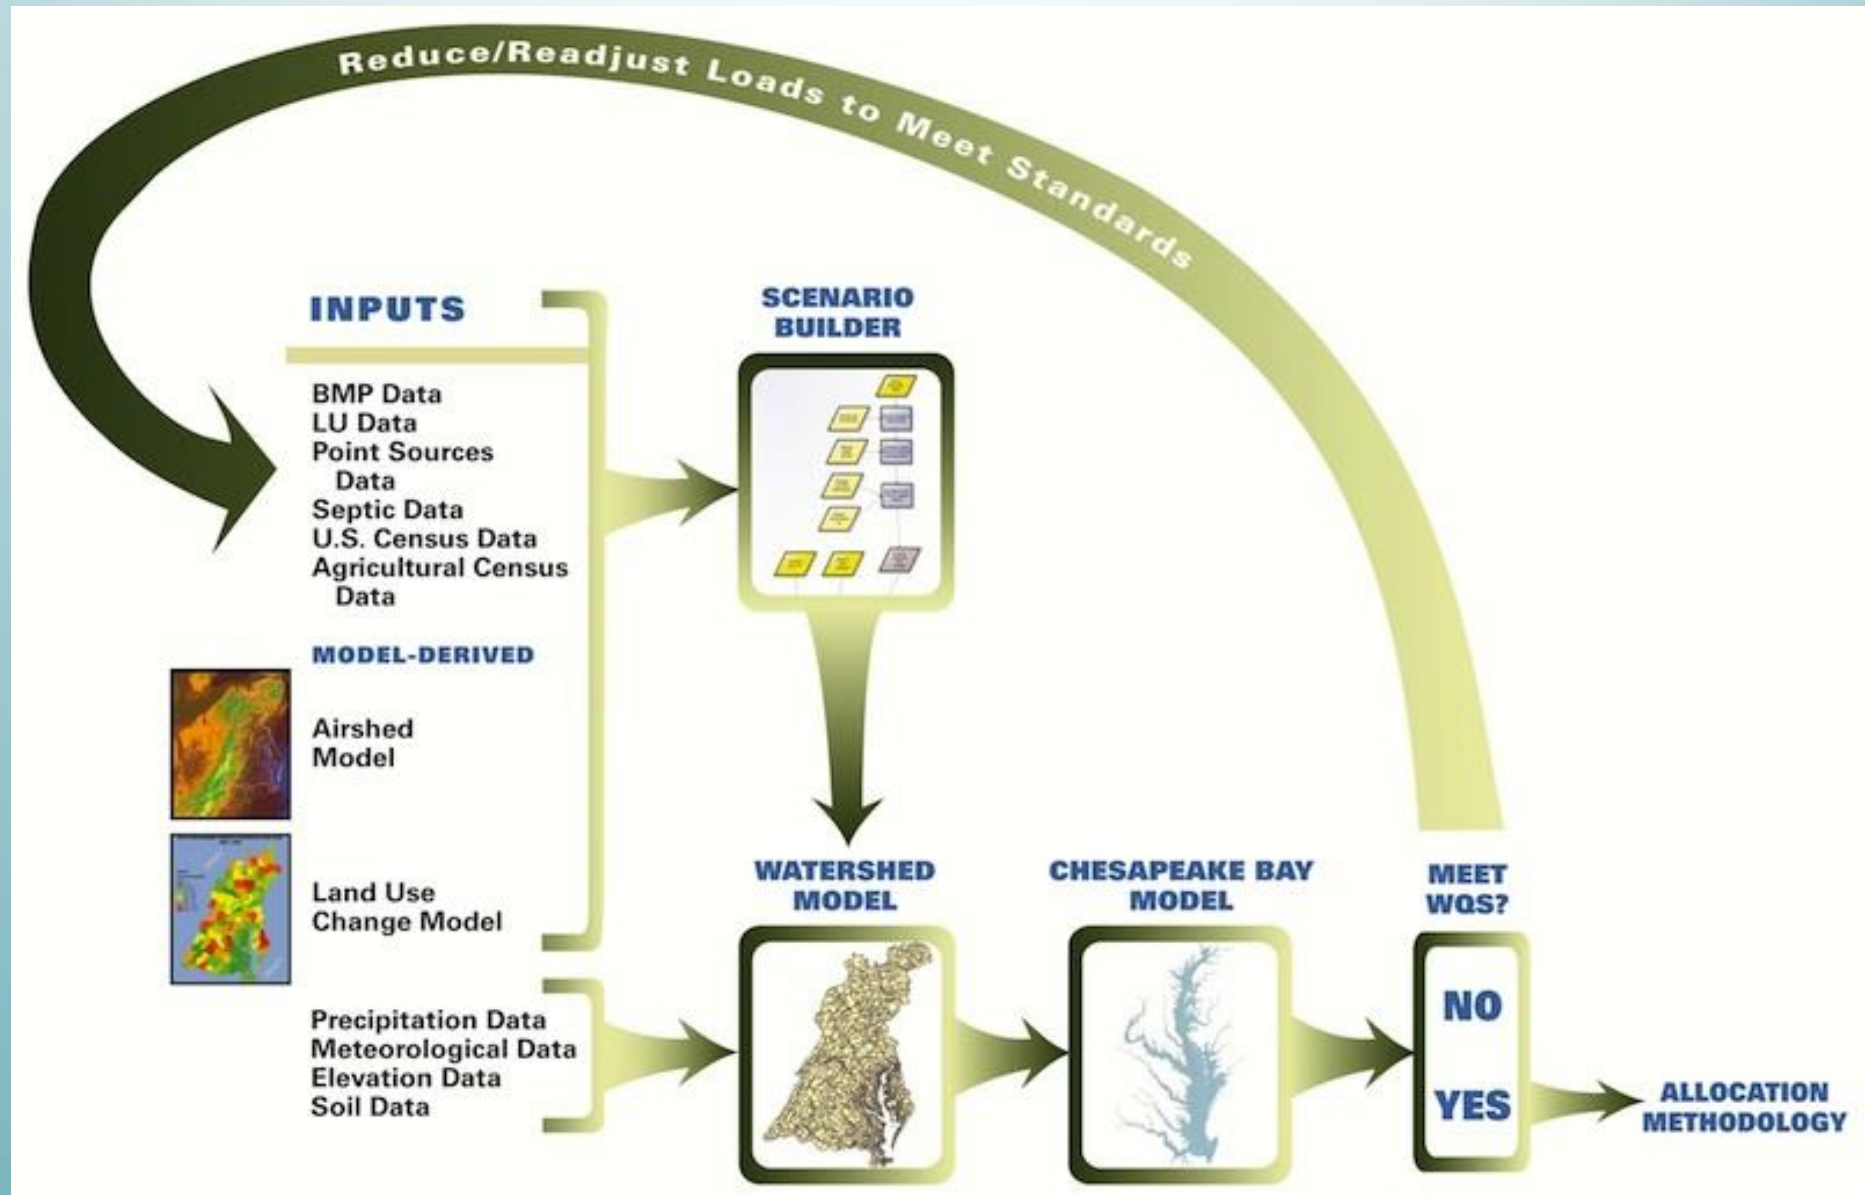 Reduce/Readjust Loads to Meet Standards
INPUTS
BMP Data
LU Data
Point Sources
Data
Septic Data
U.S. Census Data
Agricultural Census
Data
MODEL-DERIVED
Airshed
Model
Land Use
Change Model
Precipitation Data
Meteorological Data
Elevation Data
Soil Data
SCENARIO
BUILDER
WATERSHED
MODEL
CHESAPEAKE BAY
MODEL
MEET
WQS?
NO
YES
ALLOCATION
METHODOLOGY